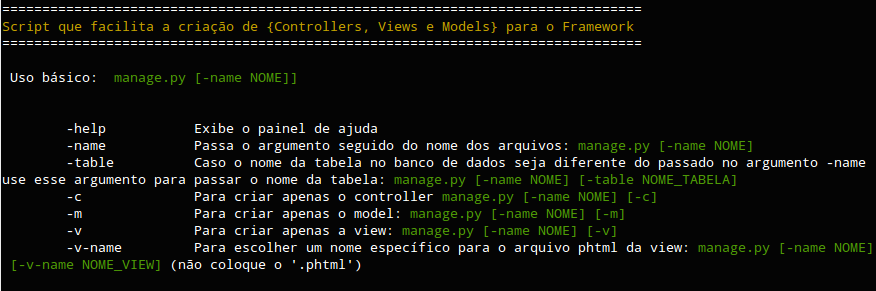 ================================================================================
Script que facilita a criação de {Controllers, Views e Models} para o Framework
================================================================================
Uso básico:  manage.py [-name NOME]]
-help           Exibe o painel de ajuda
-name           Passa o argumento seguido do nome dos arquivos: manage.py [-name NOME]
-table          Caso o nome da tabela no banco de dados seja diferente do passado no argumento -name
use esse argumento para passar o nome da tabela: manage.py [-name NOME] [-table NOME_TABELA]
-c              Para criar apenas o controller manage.py [-name NOME] [-c]
-m              Para criar apenas o model: manage.py [-name NOME] [-m]
-v              Para criar apenas a view: manage.py [-name NOME] [-v]
-v-name         Para escolher um nome específico para o arquivo phtml da view: manage.py [-name NOME]
[-v-name NOME_VIEW] (não coloque o '.phtml')